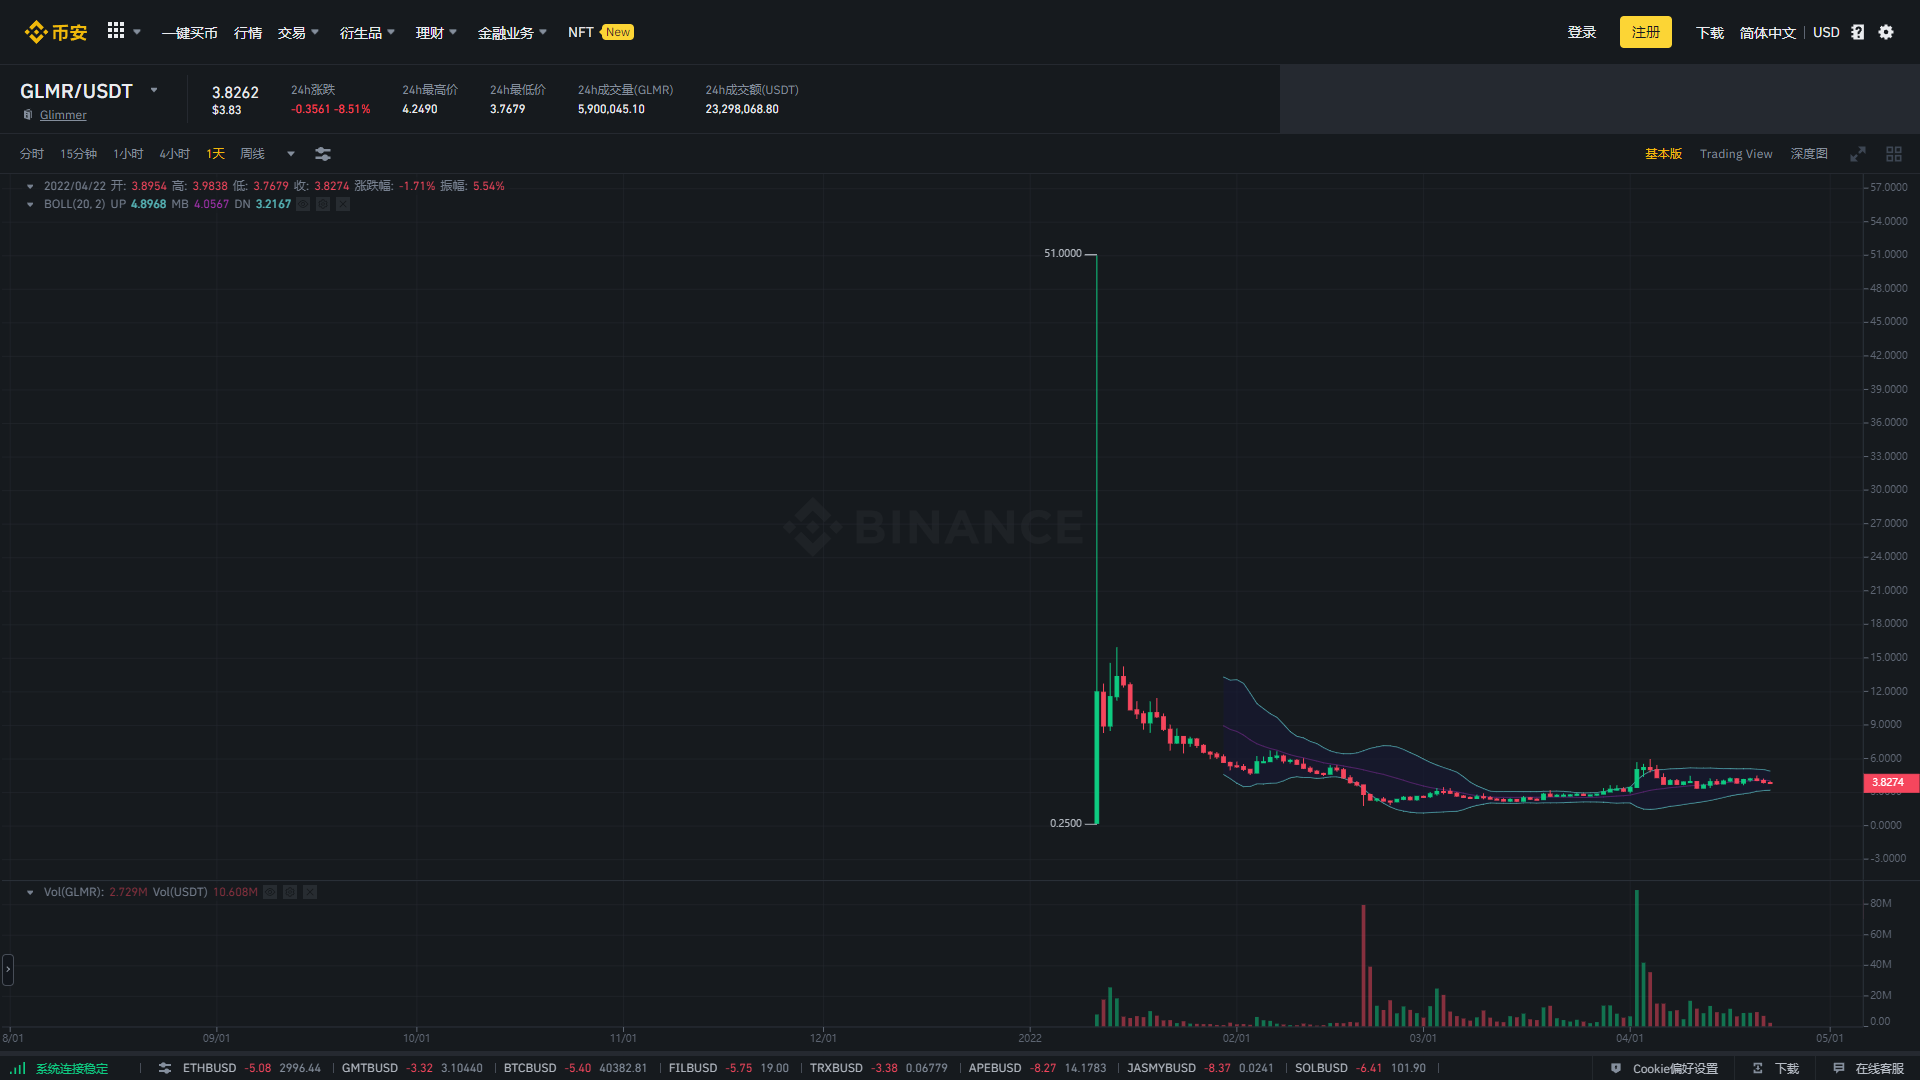 币安 一键买币 行情 交易 衍生品 理财 金融业务 NFT New 登录 注册 下载 简体中文 USD
GLMR/USDT
Glimmer
3.8262
$3.83
24h涨跌
-0.3561 -8.51%
24h最高价
4.2490
24h最低价
3.7679
24h成交量(GLMR)
5,900,045.10
24h成交额(USDT)
23,298,068.80
分时 15分钟 1小时 4小时 1天 周线 基本版 Trading View 深度图
2022/04/22 开: 3.8954 高: 3.9838 低: 3.7679 收: 3.8274 涨跌幅: -1.71% 振幅: 5.54%
BOLL(20, 2) UP 4.8968 MB 4.0567 DN 3.2167
57.0000
54.0000
51.0000
51.0000
48.0000
45.0000
42.0000
39.0000
36.0000
33.0000
30.0000
BINANCE
27.0000
24.0000
21.0000
18.0000
15.0000
12.0000
9.0000
6.0000
3.8274
0.2500
0.0000
-3.0000
Vol(GLMR): 2.729M Vol(USDT) 10.608M
80M
60M
40M
20M
0.00
8/01 09/01 10/01 11/01 12/01 2022 02/01 03/01 04/01 05/01
系统连接稳定 ETHBUSD -5.08 2996.44 GMTBUSD -3.32 3.10440 BTCBUSD -5.40 40382.81 FILBUSD -5.75 19.00 TRXBUSD -3.38 0.06779 APEBUSD -8.27 14.1783 JASMYBUSD -8.37 0.0241 SOLBUSD -6.41 101.90 Cookie偏好设置 下载 在线客服